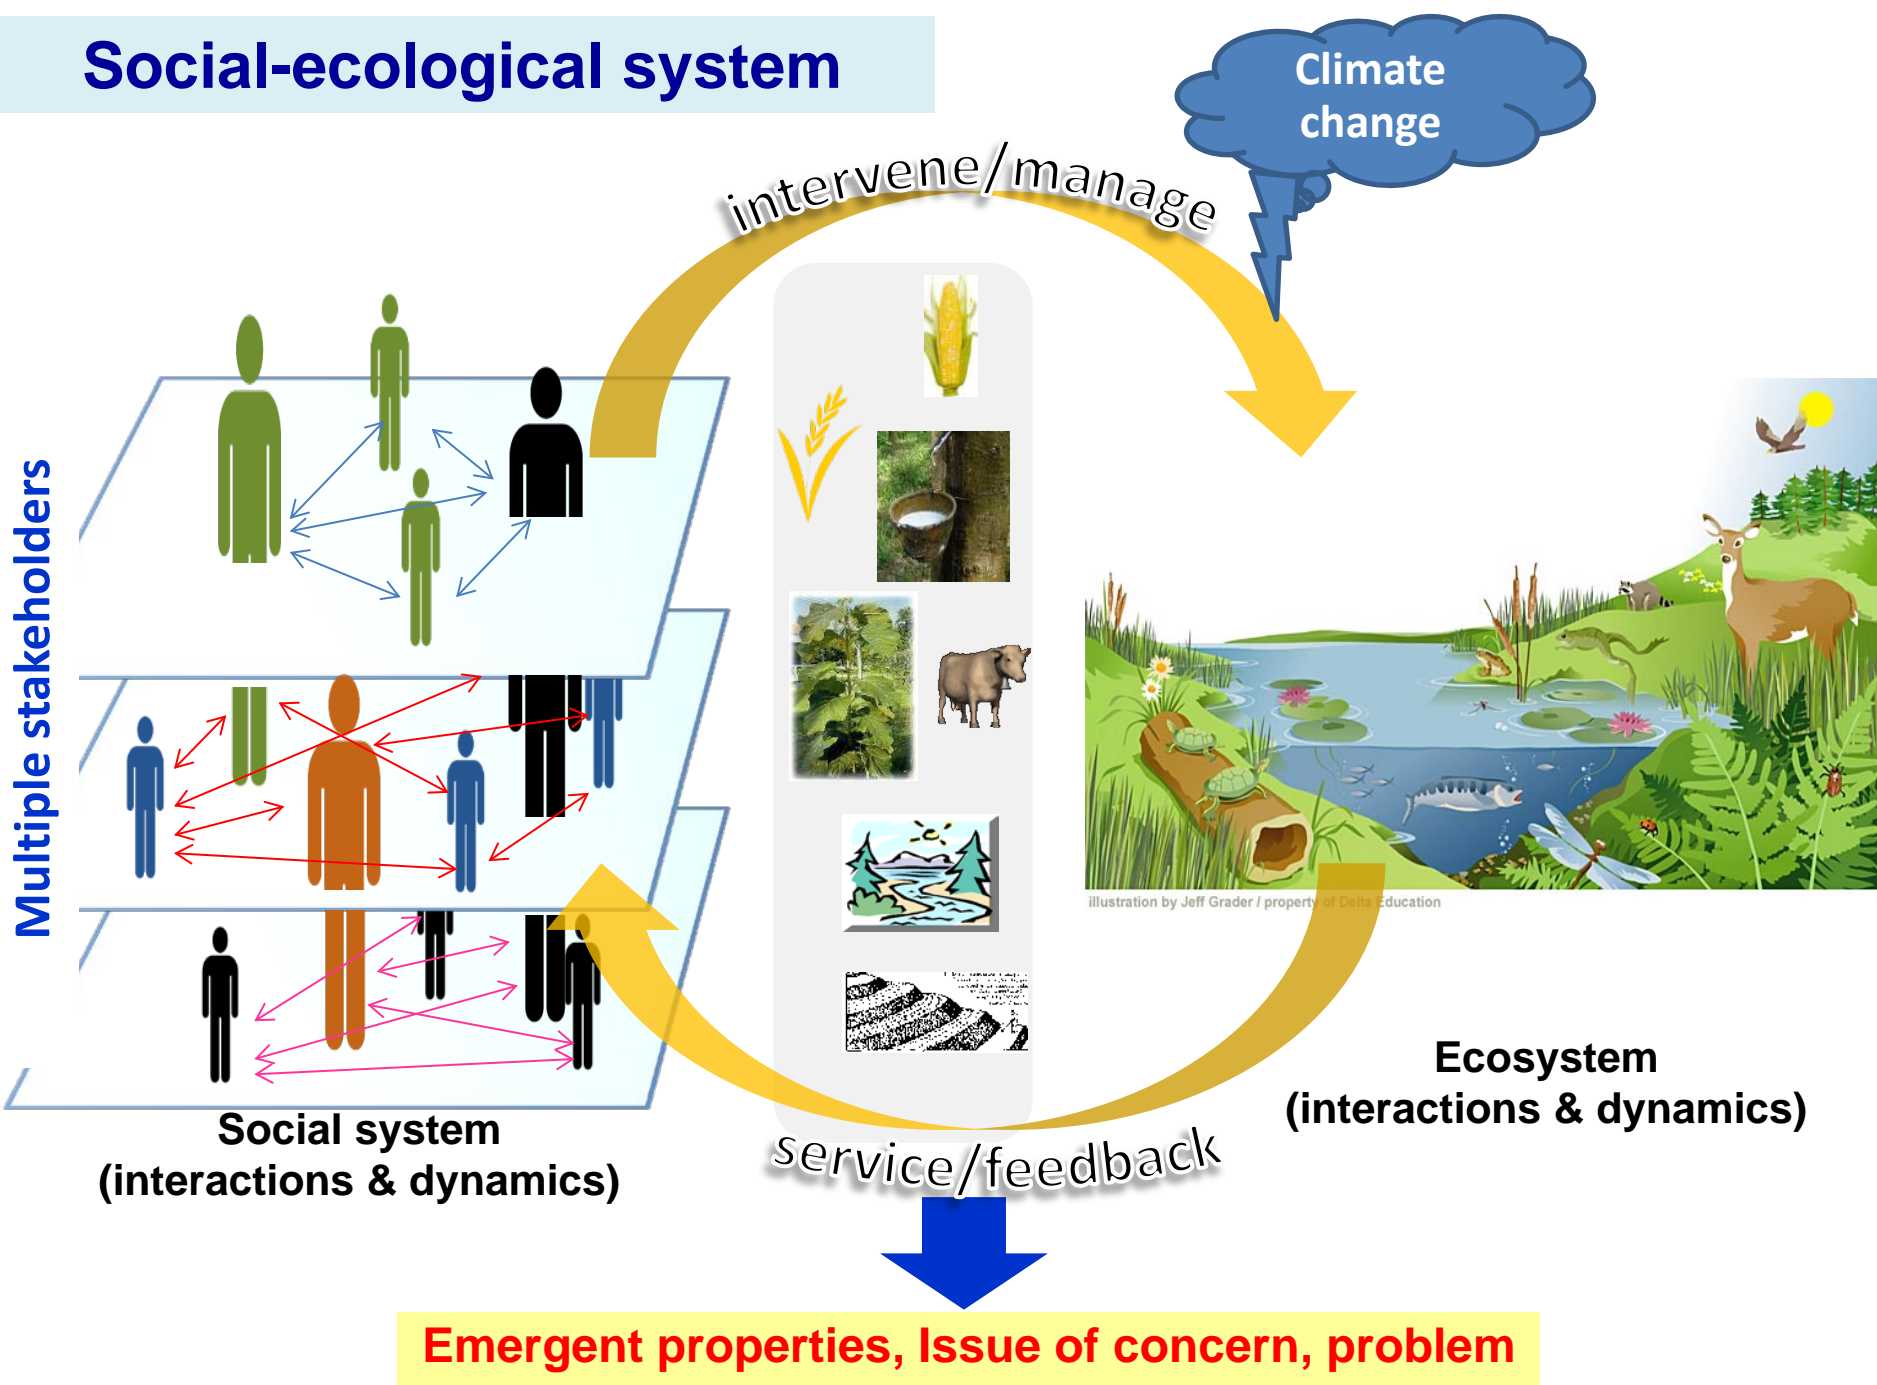 Social-ecological system
Climate
change
intervene/manage
Multiple stakeholders
illustration by Jeff Grader / property of Delta Education
Ecosystem
(interactions & dynamics)
Social system
(interactions & dynamics)
service/feedback
Emergent properties, Issue of concern, problem